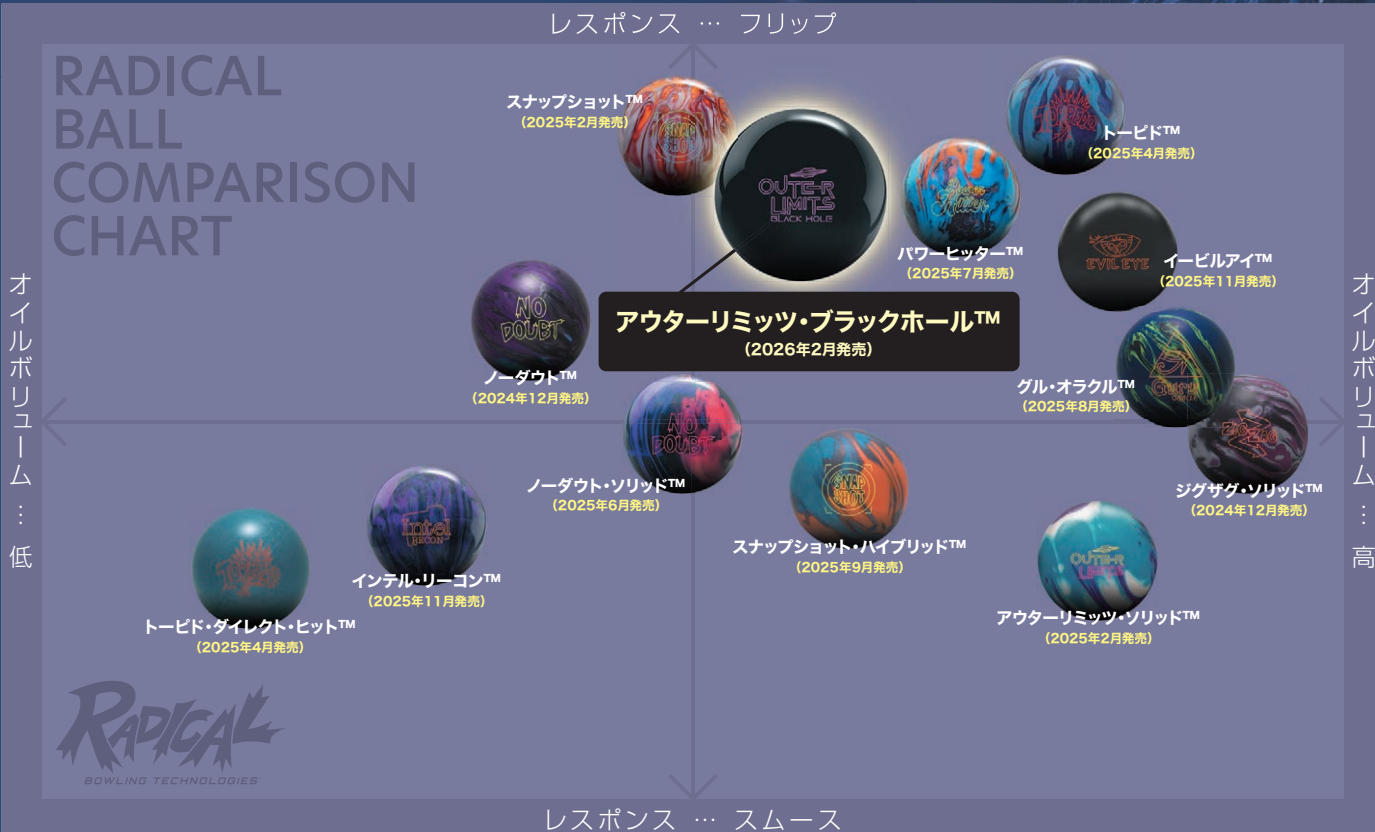 レスポンス … フリップ
RADICAL
BALL
COMPARISON
CHART
スナップショット™
(2025年2月発売)
SNAP
SHOT
OUTER
LIMITS
BLACK HOLE
トーピド™
(2025年4月発売)
パワーヒッター™
(2025年7月発売)
EVIL EYE
イービルアイ™
(2025年11月発売)
アウターリミッツ・ブラックホール™
(2026年2月発売)
NO
DOUBT
ノーダウト™
(2024年12月発売)
グル・オラクル™
(2025年8月発売)
オイルボリューム … 低
オイルボリューム … 高
NO
DOUBT
ノーダウト・ソリッド™
(2025年6月発売)
ZIG ZAG
ジグザグ・ソリッド™
(2024年12月発売)
SNAP
SHOT
スナップショット・ハイブリッド™
(2025年9月発売)
Intel
RECON
インテル・リーコン™
(2025年11月発売)
OUTER
LIMITS
アウターリミッツ・ソリッド™
(2025年2月発売)
トーピド・ダイレクト・ヒット™
(2025年4月発売)
RADICAL
BOWLING TECHNOLOGIES
レスポンス … スムース